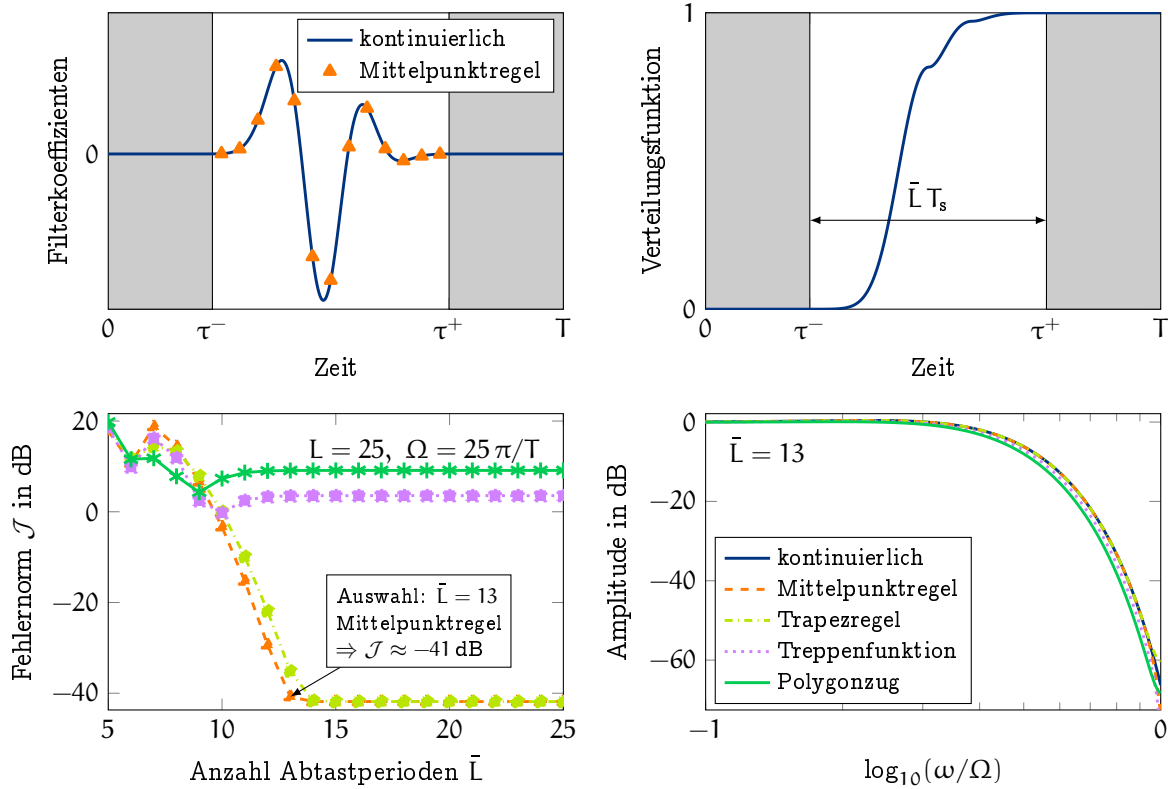 kontinuierlich
Mittelpunktregel
Filterkoeffizienten
0
0
τ⁻
τ⁺
T
Zeit
1
Verteilungsfunktion
L̄ Tₛ
0
0
τ⁻
τ⁺
T
Zeit
20
0
−20
−40
Fehlernorm 𝒥 in dB
L = 25, Ω = 25 π/T
Auswahl: L̄ = 13
Mittelpunktregel
⇒ 𝒥 ≈ −41 dB
5
10
15
20
25
Anzahl Abtastperioden L̄
0
−20
−40
−60
Amplitude in dB
L̄ = 13
kontinuierlich
Mittelpunktregel
Trapezregel
Treppenfunktion
Polygonzug
−1
0
log₁₀(ω/Ω)